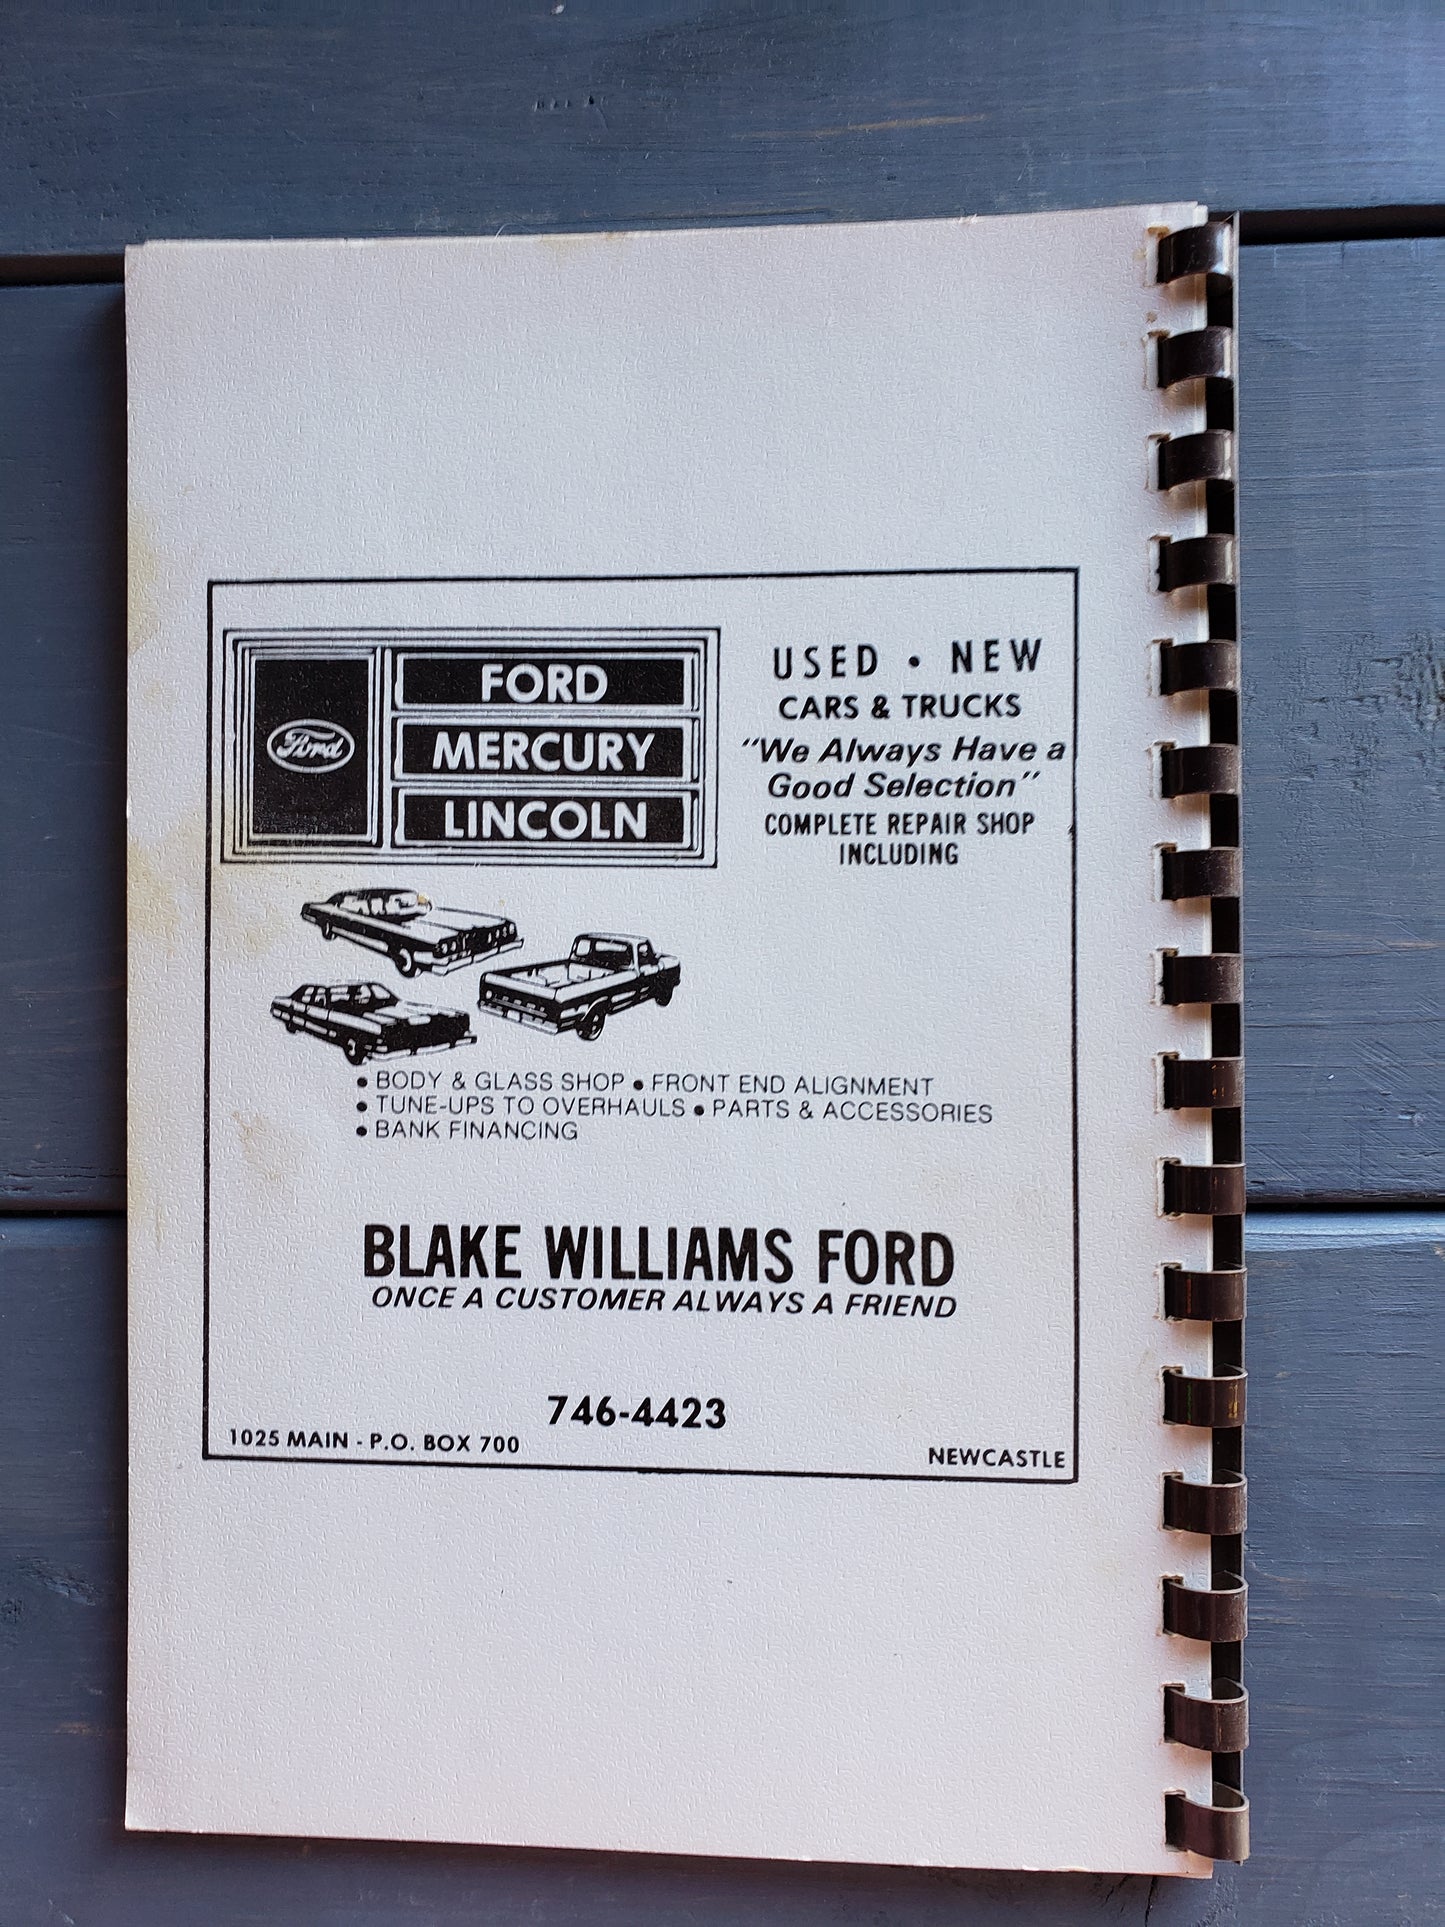 Ford
FORD
MERCURY
LINCOLN
USED • NEW
CARS & TRUCKS
"We Always Have a
Good Selection"
COMPLETE REPAIR SHOP
INCLUDING
• BODY & GLASS SHOP • FRONT END ALIGNMENT
• TUNE-UPS TO OVERHAULS • PARTS & ACCESSORIES
• BANK FINANCING
BLAKE WILLIAMS FORD
ONCE A CUSTOMER ALWAYS A FRIEND
746-4423
1025 MAIN - P.O. BOX 700
NEWCASTLE